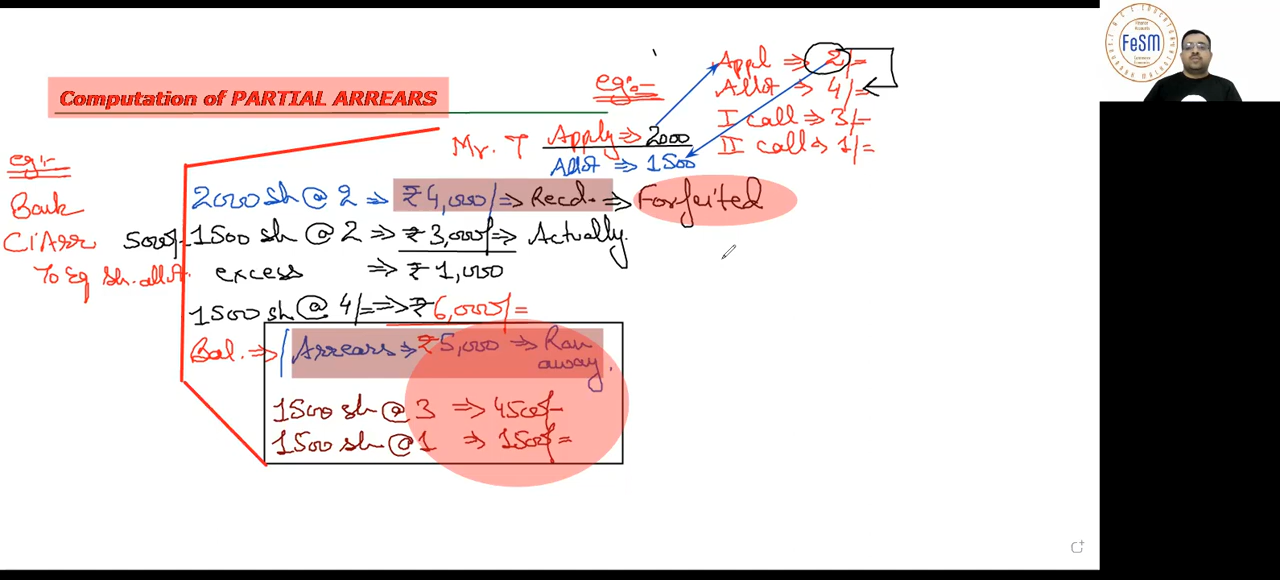 Computation of PARTIAL ARREARS
eg:-
Appl ⇒ 2/=
Allot → 4/=
I call ⇒ 3/-
II call ⇒ 1/=
Mr. T Apply ⇒ 2000
Allot ⇒ 1500
eg:-
Bank
C/Arr 5000/-
To Eq sh. allot.
2000 sh @ 2 ⇒ ₹4,000/- ⇒ Recd. ⇒ Forfeited
1500 sh @ 2 ⇒ ₹3,000/- ⇒ Actually.
excess ⇒ ₹1,000
1500 sh @ 4/= ⇒ ₹6,000/=
Bal. ⇒ Arrears ⇒ ₹5,000 ⇒ Ran away.
1500 sh @ 3 ⇒ 4500/-
1500 sh @ 1 ⇒ 1500/=
FeSM